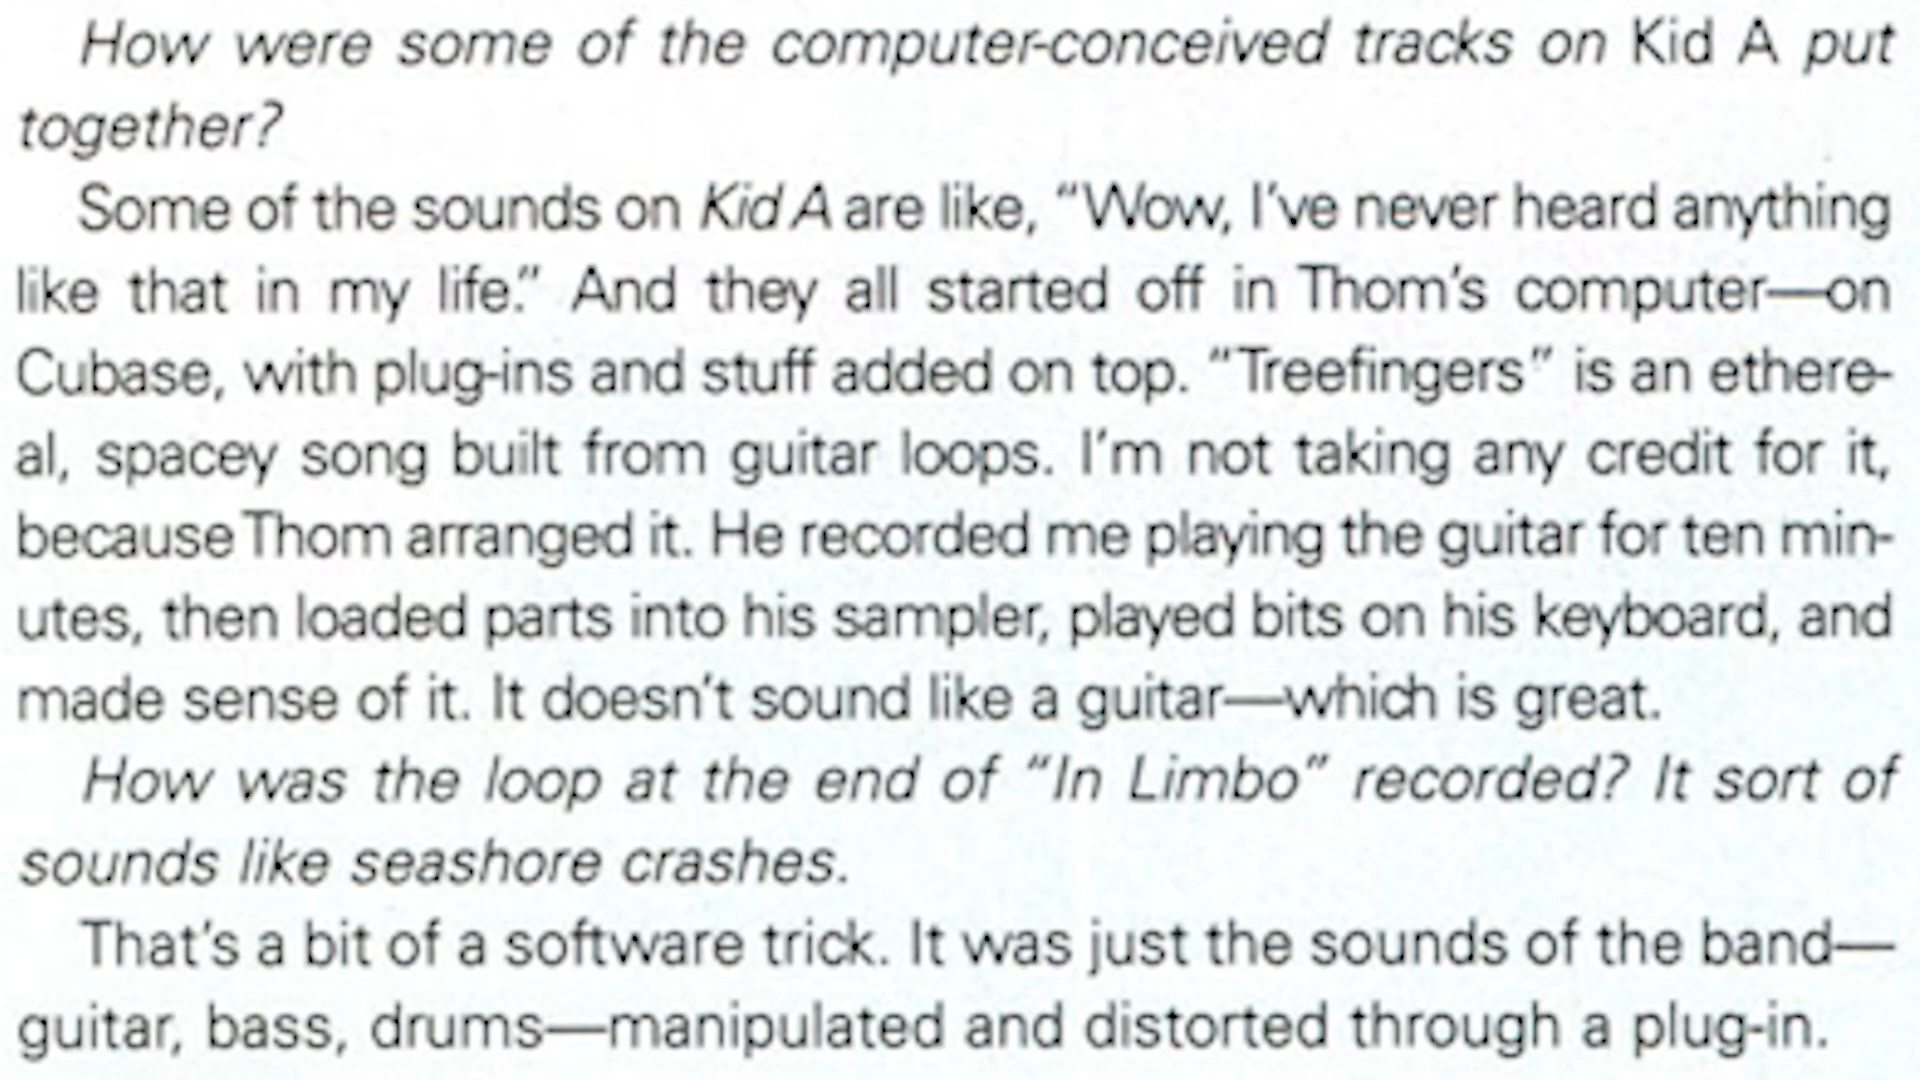 How were some of the computer-conceived tracks on Kid A put
together?
Some of the sounds on Kid A are like, “Wow, I’ve never heard anything
like that in my life.” And they all started off in Thom’s computer—on
Cubase, with plug-ins and stuff added on top. “Treefingers” is an ethere-
al, spacey song built from guitar loops. I’m not taking any credit for it,
because Thom arranged it. He recorded me playing the guitar for ten min-
utes, then loaded parts into his sampler, played bits on his keyboard, and
made sense of it. It doesn’t sound like a guitar—which is great.
How was the loop at the end of “In Limbo” recorded? It sort of
sounds like seashore crashes.
That’s a bit of a software trick. It was just the sounds of the band—
guitar, bass, drums—manipulated and distorted through a plug-in.